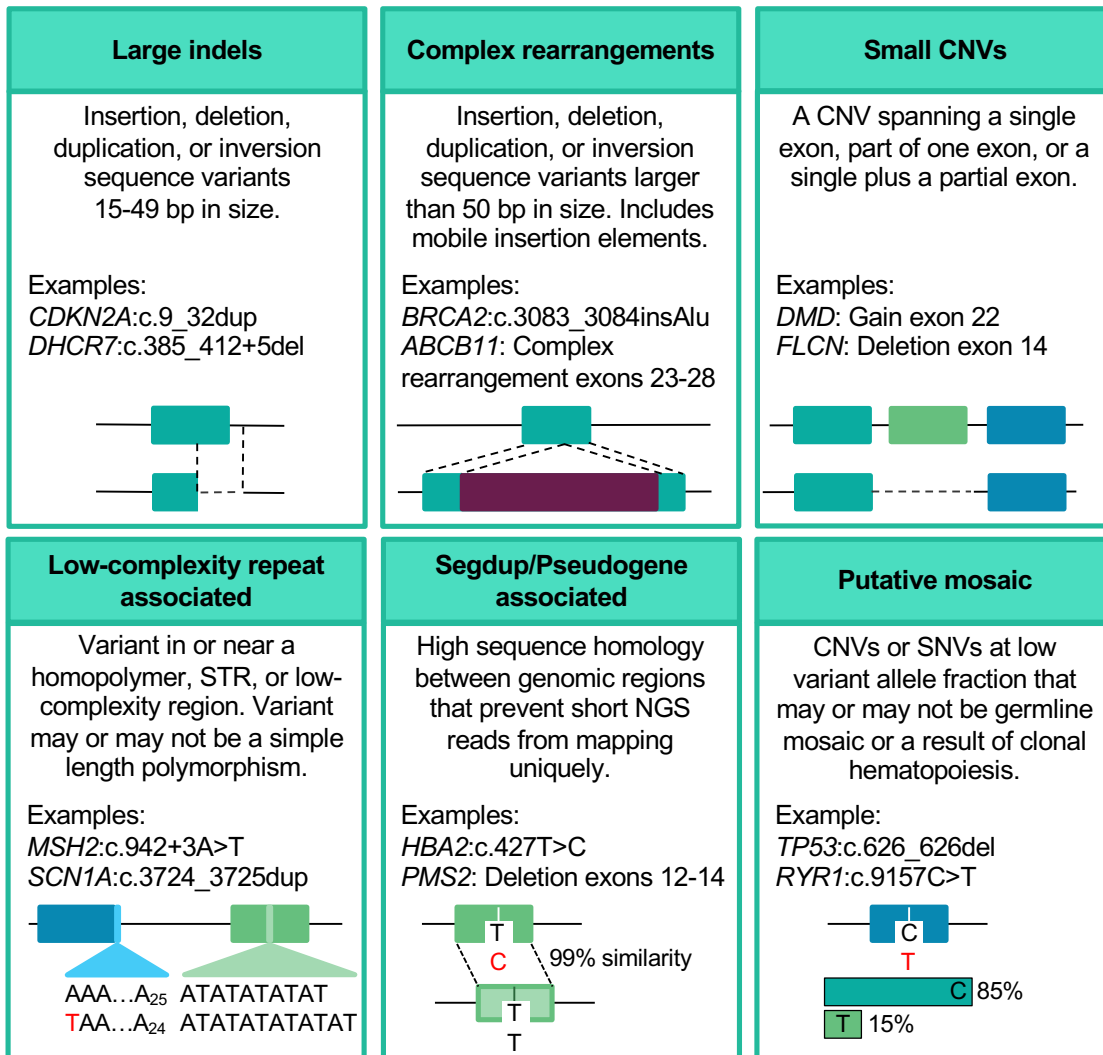 Large indels
Insertion, deletion,
duplication, or inversion
sequence variants
15-49 bp in size.
Examples:
CDKN2A:c.9_32dup
DHCR7:c.385_412+5del
Complex rearrangements
Insertion, deletion,
duplication, or inversion
sequence variants larger
than 50 bp in size. Includes
mobile insertion elements.
Examples:
BRCA2:c.3083_3084insAlu
ABCB11: Complex
rearrangement exons 23-28
Small CNVs
A CNV spanning a single
exon, part of one exon, or a
single plus a partial exon.
Examples:
DMD: Gain exon 22
FLCN: Deletion exon 14
Low-complexity repeat
associated
Variant in or near a
homopolymer, STR, or low-
complexity region. Variant
may or may not be a simple
length polymorphism.
Examples:
MSH2:c.942+3A>T
SCN1A:c.3724_3725dup
AAA…A25 ATATATATAT
TAA…A24 ATATATATATAT
Segdup/Pseudogene
associated
High sequence homology
between genomic regions
that prevent short NGS
reads from mapping
uniquely.
Examples:
HBA2:c.427T>C
PMS2: Deletion exons 12-14
T
C
99% similarity
T
T
Putative mosaic
CNVs or SNVs at low
variant allele fraction that
may or may not be germline
mosaic or a result of clonal
hematopoiesis.
Example:
TP53:c.626_626del
RYR1:c.9157C>T
C
T
C 85%
T 15%